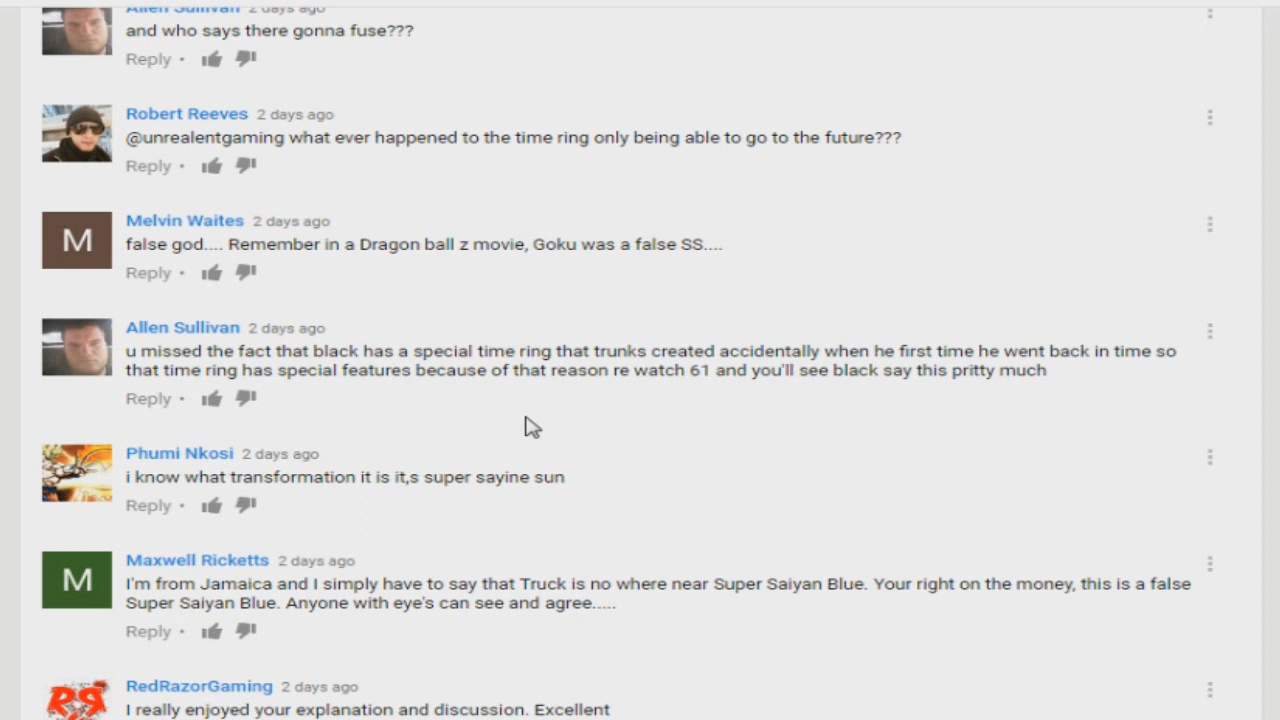 Allen Sullivan 2 days ago
and who says there gonna fuse???
Reply •
Robert Reeves 2 days ago
@unrealentgaming what ever happened to the time ring only being able to go to the future???
Reply •
M
Melvin Waites 2 days ago
false god.... Remember in a Dragon ball z movie, Goku was a false SS....
Reply •
Allen Sullivan 2 days ago
u missed the fact that black has a special time ring that trunks created accidentally when he first time he went back in time so
that time ring has special features because of that reason re watch 61 and you'll see black say this pritty much
Reply •
Phumi Nkosi 2 days ago
i know what transformation it is it,s super sayine sun
Reply •
M
Maxwell Ricketts 2 days ago
I'm from Jamaica and I simply have to say that Truck is no where near Super Saiyan Blue. Your right on the money, this is a false
Super Saiyan Blue. Anyone with eye's can see and agree.....
Reply •
RedRazorGaming 2 days ago
I really enjoyed your explanation and discussion. Excellent